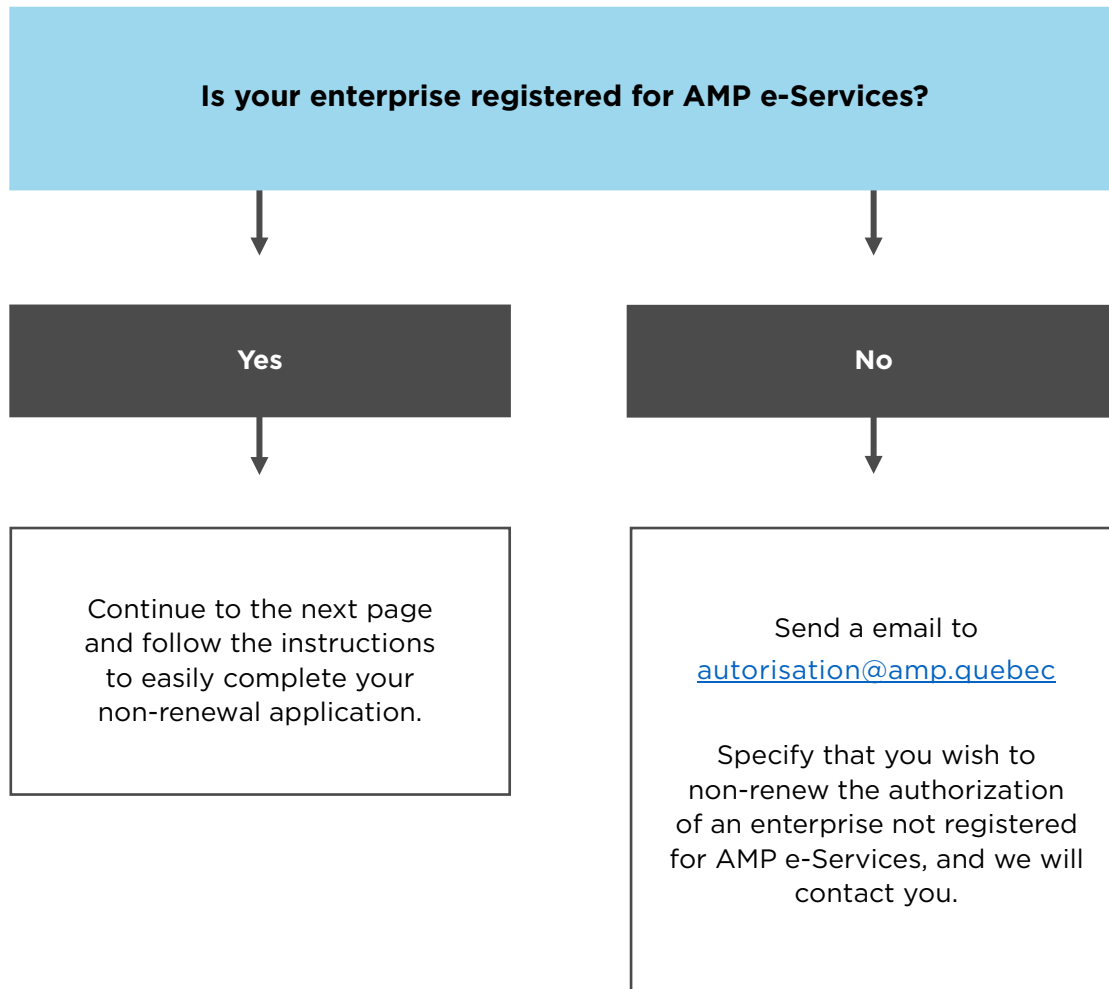 Is your enterprise registered for AMP e-Services?
Yes
No
Continue to the next page
and follow the instructions
to easily complete your
non-renewal application.
Send a email to
autorisation@amp.quebec
Specify that you wish to
non-renew the authorization
of an enterprise not registered
for AMP e-Services, and we will
contact you.